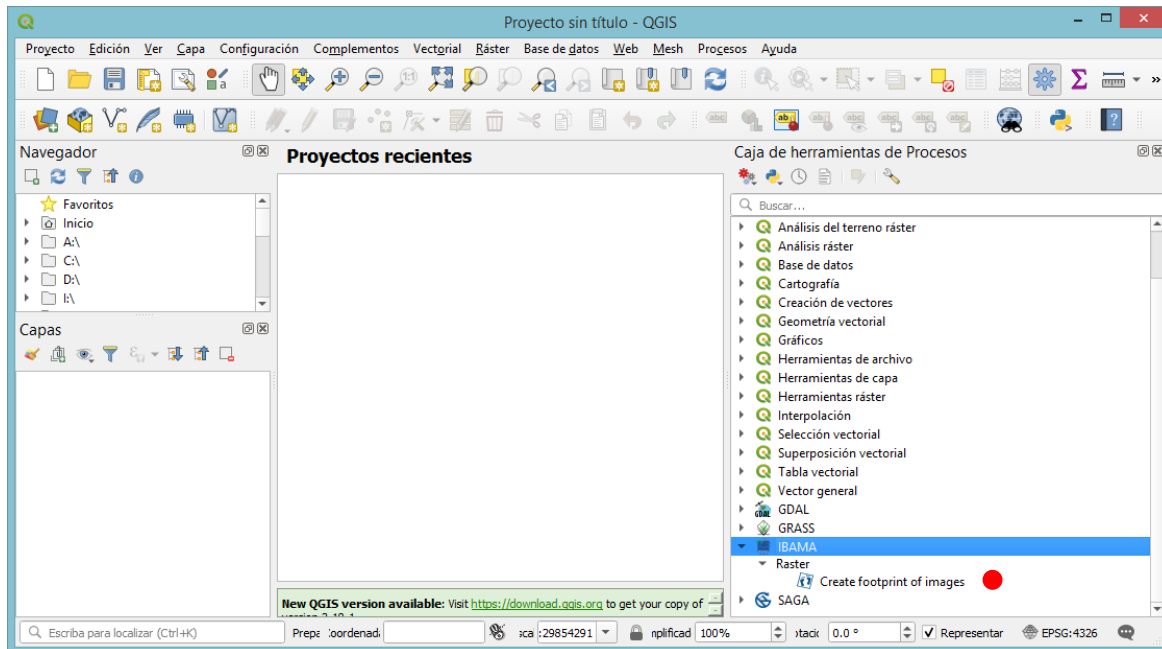 Proyecto sin título - QGIS
Proyecto Edición Ver Capa Configuración Complementos Vectorial Ráster Base de datos Web Mesh Procesos Ayuda
Navegador
Favoritos
Inicio
A:\
C:\
D:\
I:\
Capas
Proyectos recientes
New QGIS version available: Visit https://download.qgis.org to get your copy of
Caja de herramientas de Procesos
Buscar...
Análisis del terreno ráster
Análisis ráster
Base de datos
Cartografía
Creación de vectores
Geometría vectorial
Gráficos
Herramientas de archivo
Herramientas de capa
Herramientas ráster
Interpolación
Selección vectorial
Superposición vectorial
Tabla vectorial
Vector general
GDAL
GRASS
IBAMA
Raster
Create footprint of images
SAGA
Escriba para localizar (Ctrl+K) Prepa :29854291 nplificad 100% 0.0 ° Representar EPSG:4326